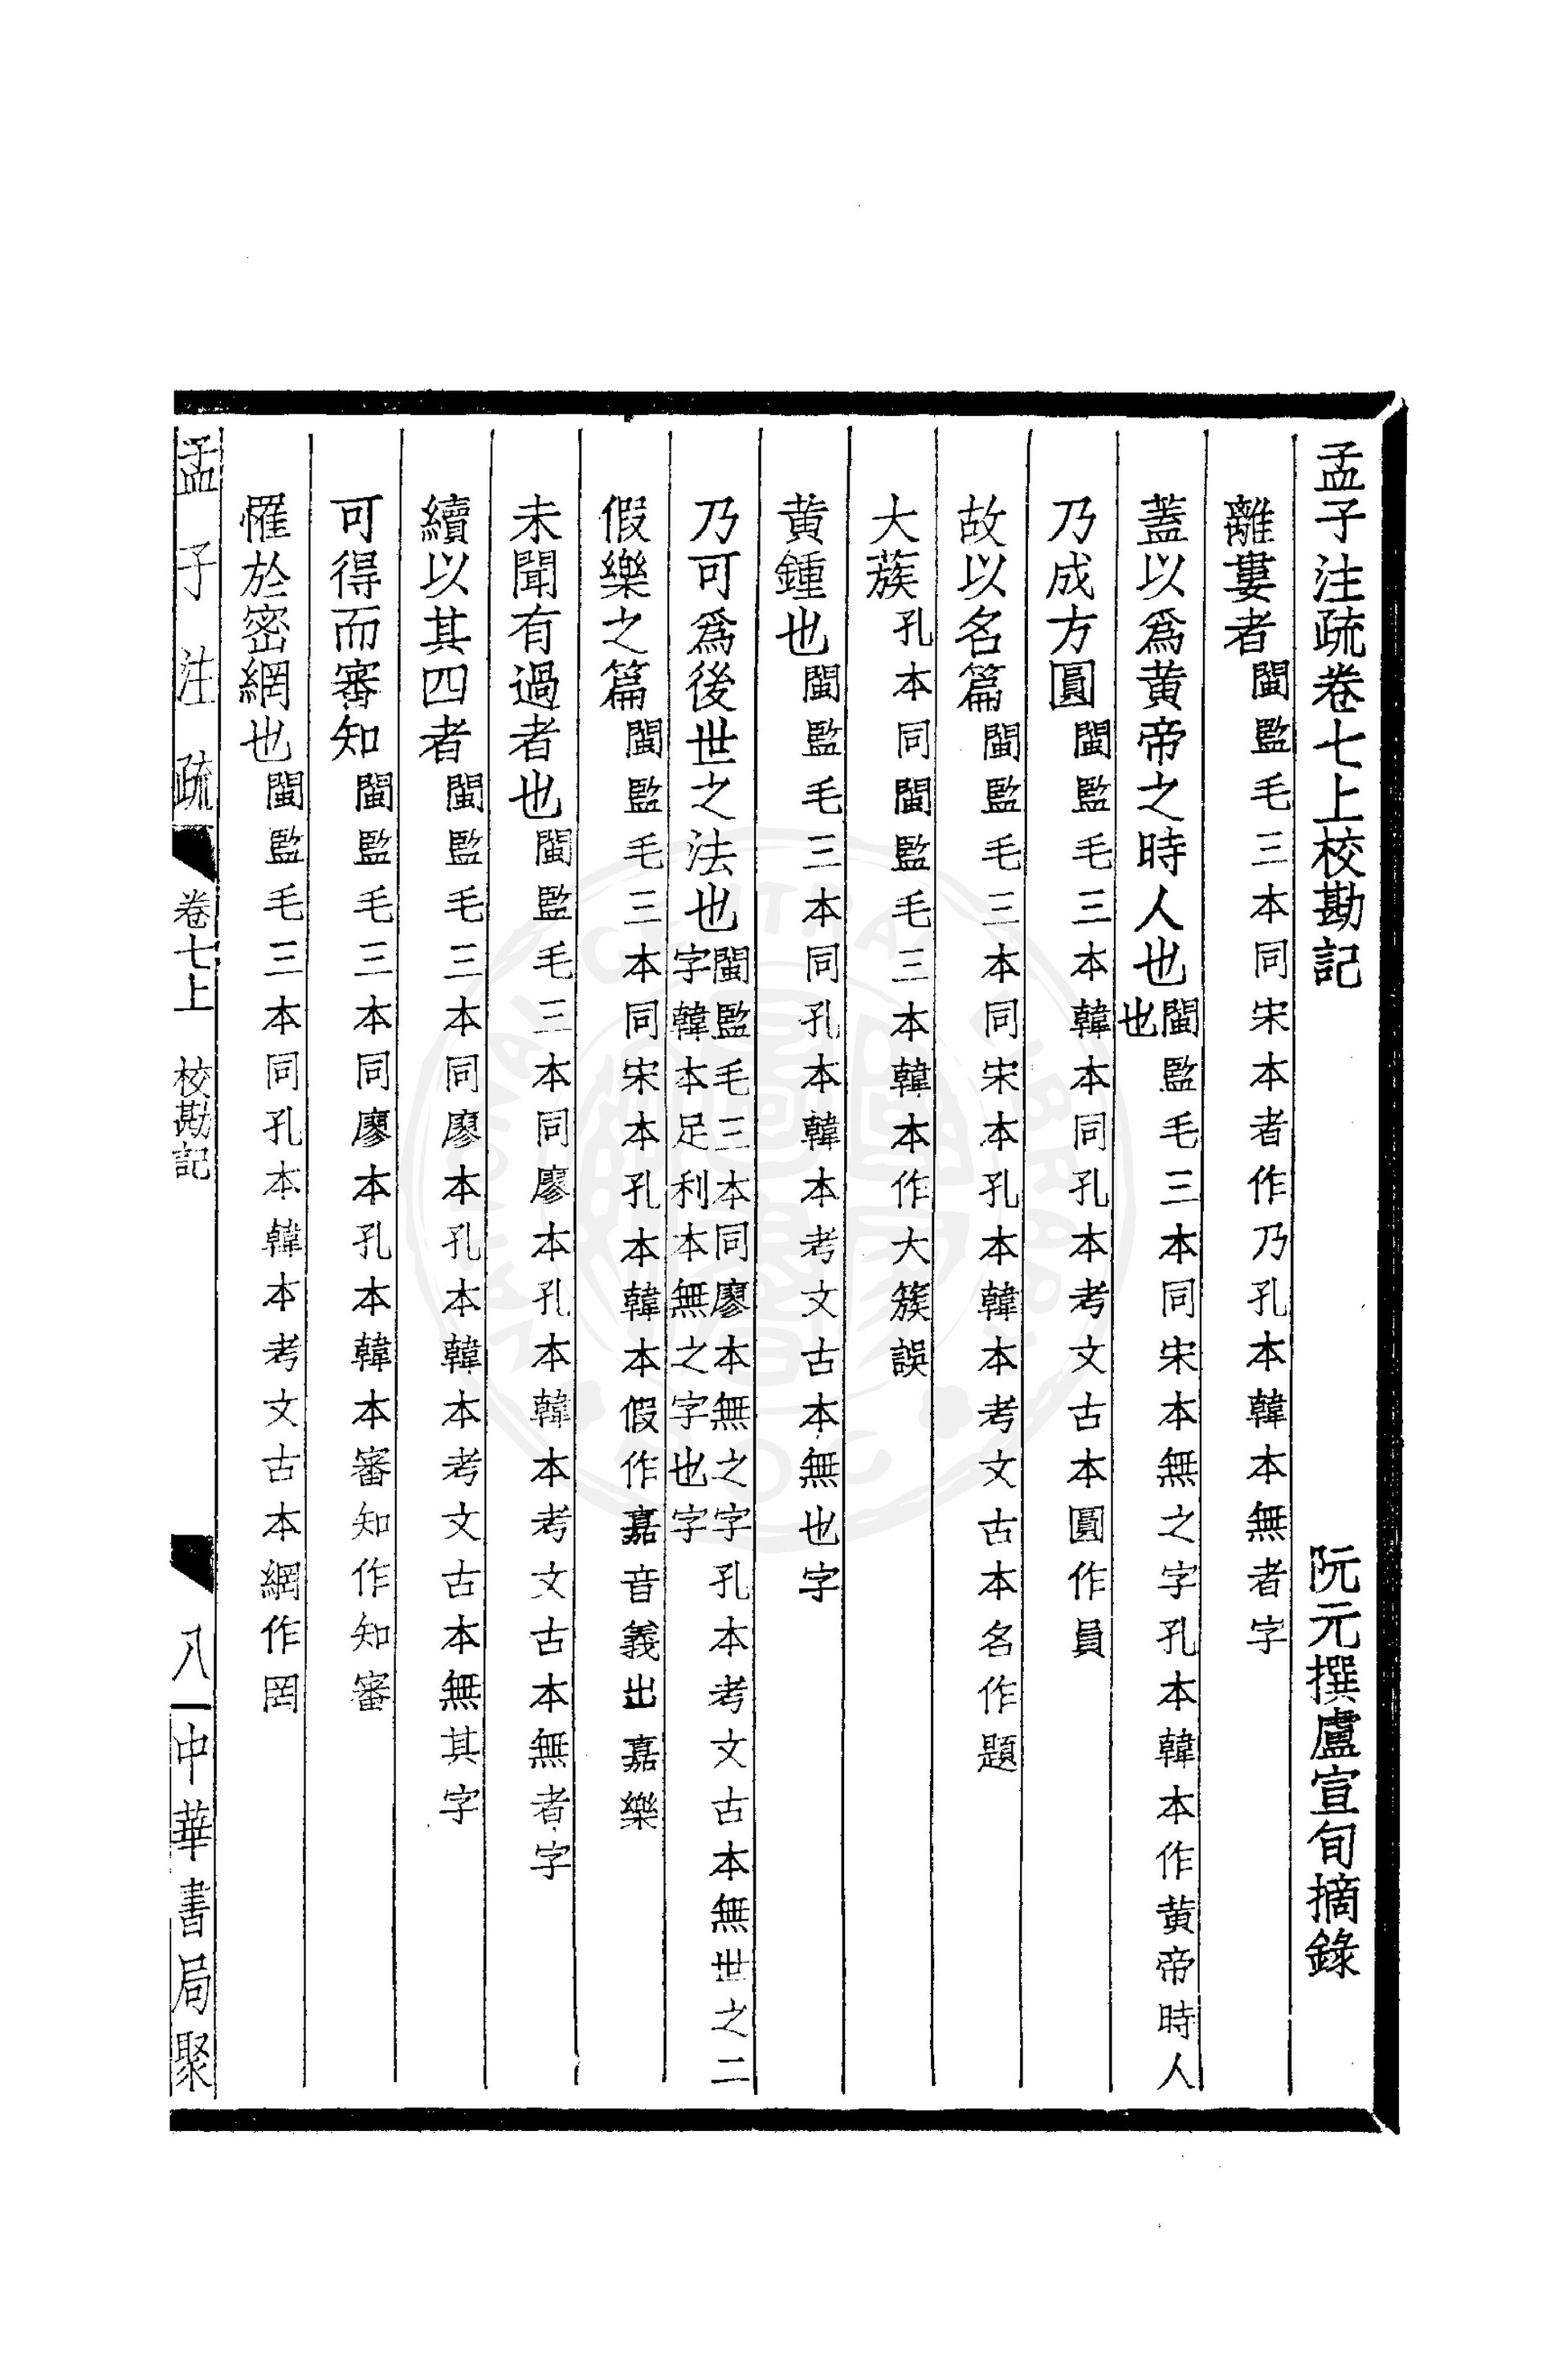 孟子注疏卷七上校勘記　阮元撰盧宣旬摘錄
離婁者閩監毛三本同宋本者作乃孔本韓本無者字
蓋以爲黃帝之時人也閩監毛三本同宋本無之字孔本韓本作黃帝時人也
乃成方圓閩監毛三本韓本同孔本考文古本圓作員
故以名篇閩監毛三本同宋本孔本韓本考文古本名作題
大蔟孔本同閩監毛三本韓本作大簇誤
黃鍾也閩監毛三本同孔本韓本考文古本無也字
乃可爲後世之法也閩監毛三本同廖本無之字孔本考文古本無世之二字韓本足利本無之字也字
假樂之篇閩監毛三本同宋本孔本韓本假作嘉音義出嘉樂
未聞有過者也閩監毛三本同廖本孔本韓本考文古本無者字
續以其四者閩監毛三本同廖本孔本韓本考文古本無其字
可得而審知閩監毛三本同廖本孔本韓本審知作知審
罹於密網也閩監毛三本同孔本韓本考文古本網作罔
孟子注疏　卷七上　校勘記　八　中華書局聚
NATIONAL CENTRAL LIBRARY
ROC